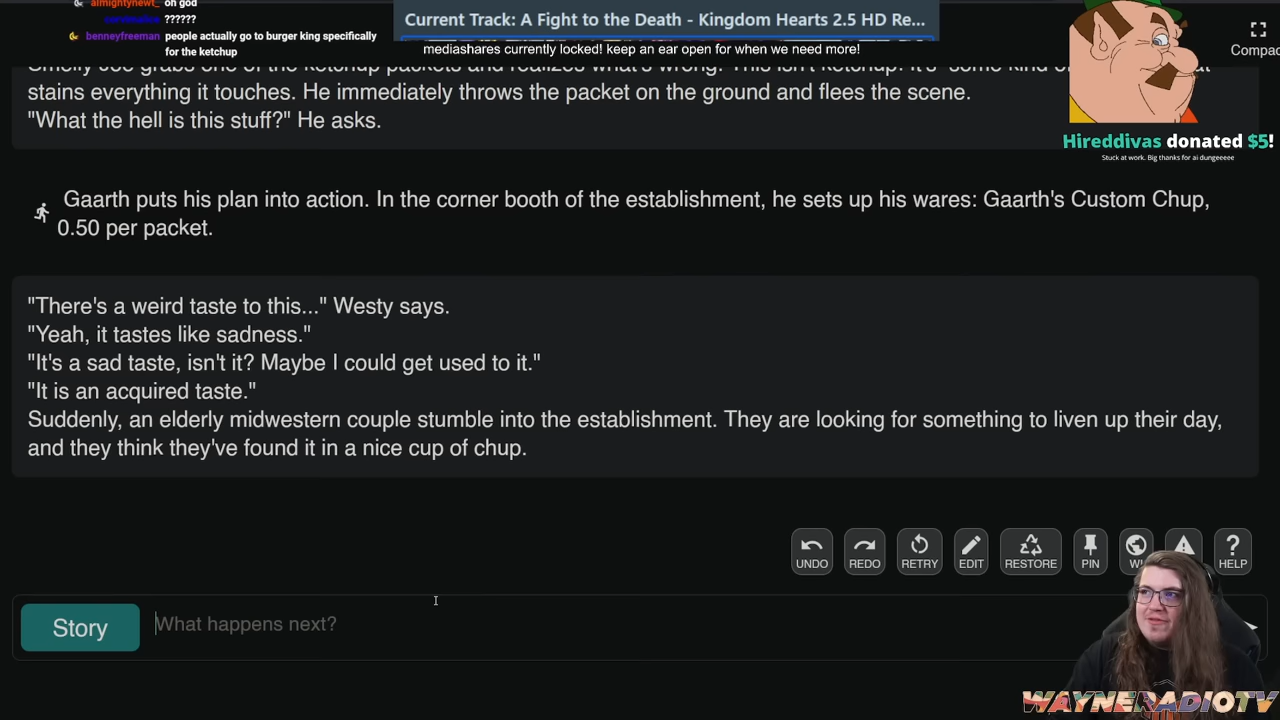 almightynewt_ oh god
??????
benneyfreeman people actually go to burger king specifically
for the ketchup
Current Track: A Fight to the Death - Kingdom Hearts 2.5 HD Re...
mediashares currently locked! keep an ear open for when we need more!
Compac
Smelly Joe grabs one of the ketchup packets and realizes what's wrong. This isn't ketchup! It's some kind of
stains everything it touches. He immediately throws the packet on the ground and flees the scene.
"What the hell is this stuff?" He asks.
Hireddivas donated $5!
Stuck at work. Big thanks for ai dungeeeee
Gaarth puts his plan into action. In the corner booth of the establishment, he sets up his wares: Gaarth's Custom Chup,
0.50 per packet.
"There's a weird taste to this..." Westy says.
"Yeah, it tastes like sadness."
"It's a sad taste, isn't it? Maybe I could get used to it."
"It is an acquired taste."
Suddenly, an elderly midwestern couple stumble into the establishment. They are looking for something to liven up their day,
and they think they've found it in a nice cup of chup.
UNDO REDO RETRY EDIT RESTORE PIN HELP
Story What happens next?
WAYNERADIOTV